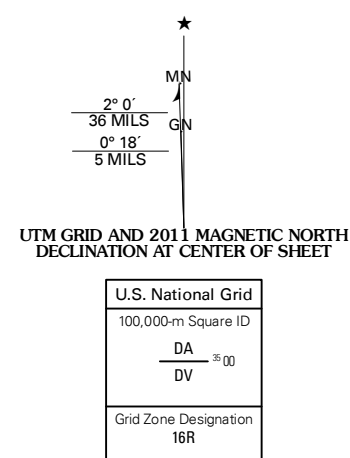 MN
2° 0´
36 MILS
GN
0° 18´
5 MILS
UTM GRID AND 2011 MAGNETIC NORTH
DECLINATION AT CENTER OF SHEET
U.S. National Grid
100,000-m Square ID
DA
35 00
DV
Grid Zone Designation
16R